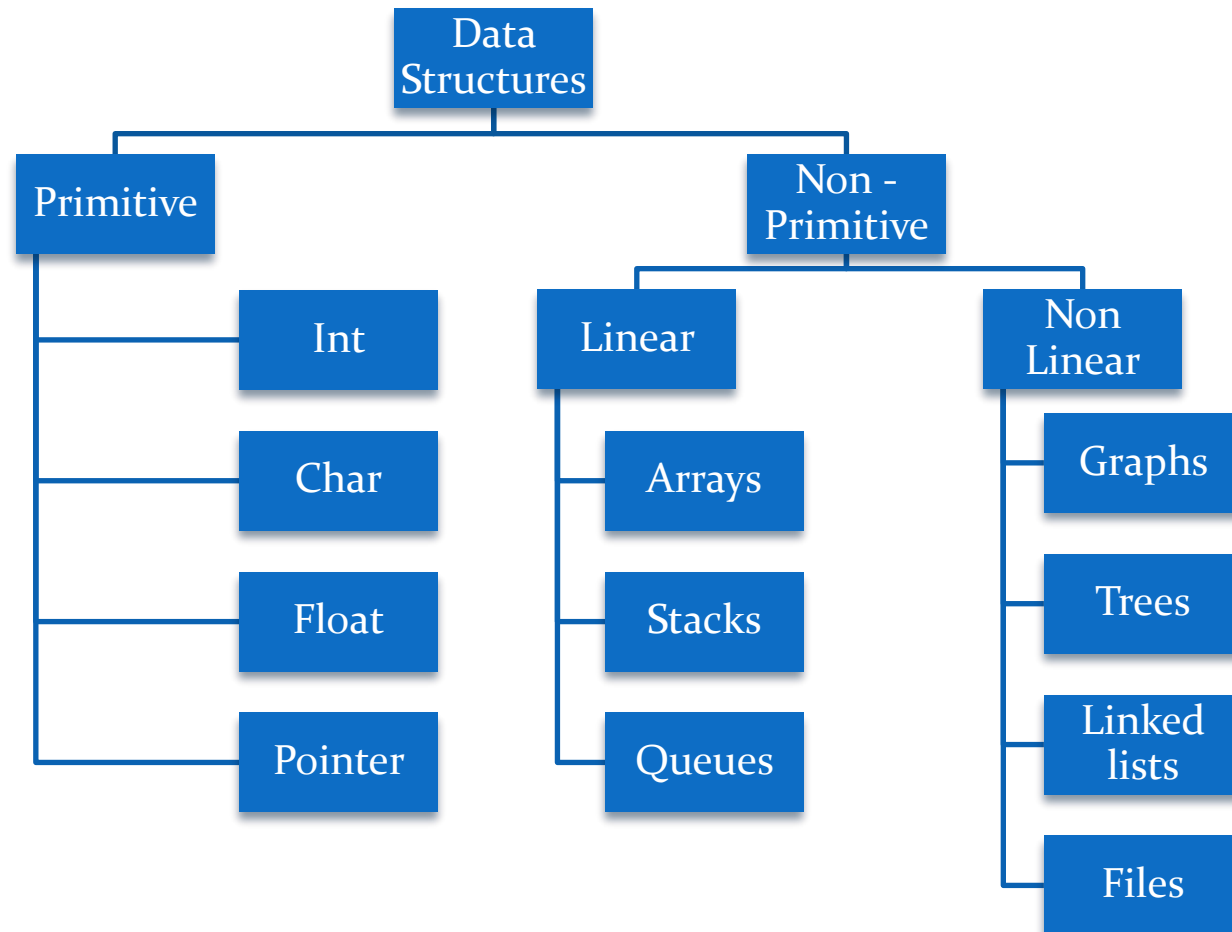 Data
Structures
Primitive
Non -
Primitive
Int
Char
Float
Pointer
Linear
Arrays
Stacks
Queues
Non
Linear
Graphs
Trees
Linked
lists
Files